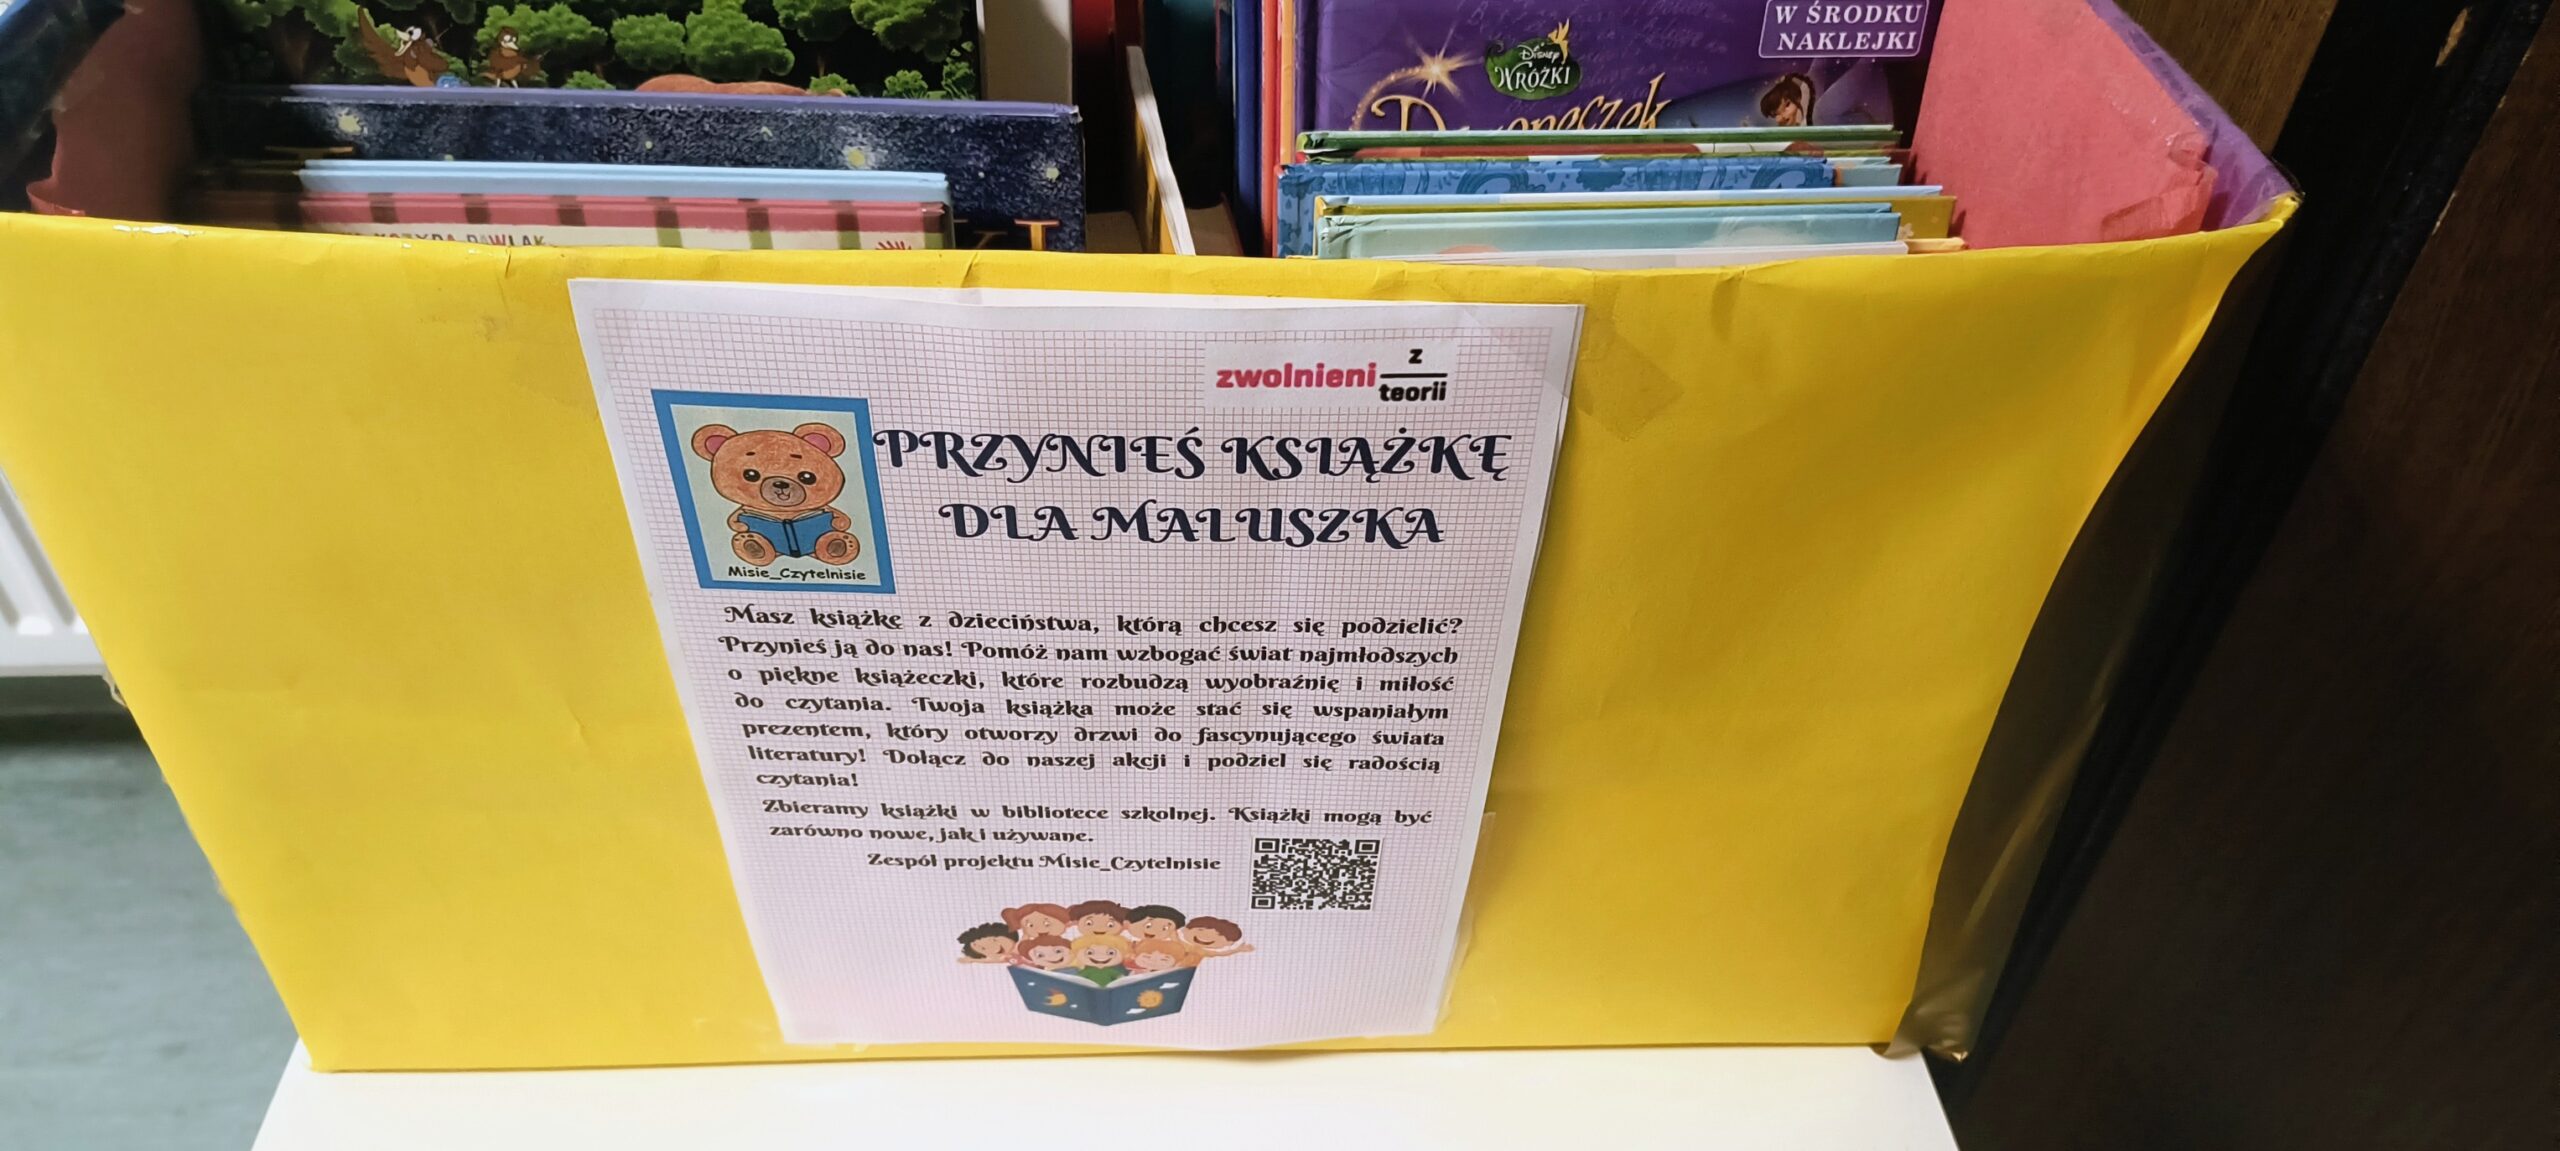 W ŚRODKU
NAKLEJKI
Disney
WRÓŻKI
PAWLAK
zwolnieni z teorii
PRZYNIEŚ KSIĄŻKĘ
DLA MALUSZKA
Misie_Czytelnisie
Masz książkę z dzieciństwa, którą chcesz się podzielić?
Przynieś ją do nas! Pomóż nam wzbogać świat najmłodszych
o piękne książeczki, które rozbudzą wyobraźnię i miłość
do czytania. Twoja książka może stać się wspaniałym
prezentem, który otworzy drzwi do fascynującego świata
literatury! Dołącz do naszej akcji i podziel się radością
czytania!
Zbieramy książki w bibliotece szkolnej. Książki mogą być
zarówno nowe, jak i używane.
Zespół projektu Misie_Czytelnisie